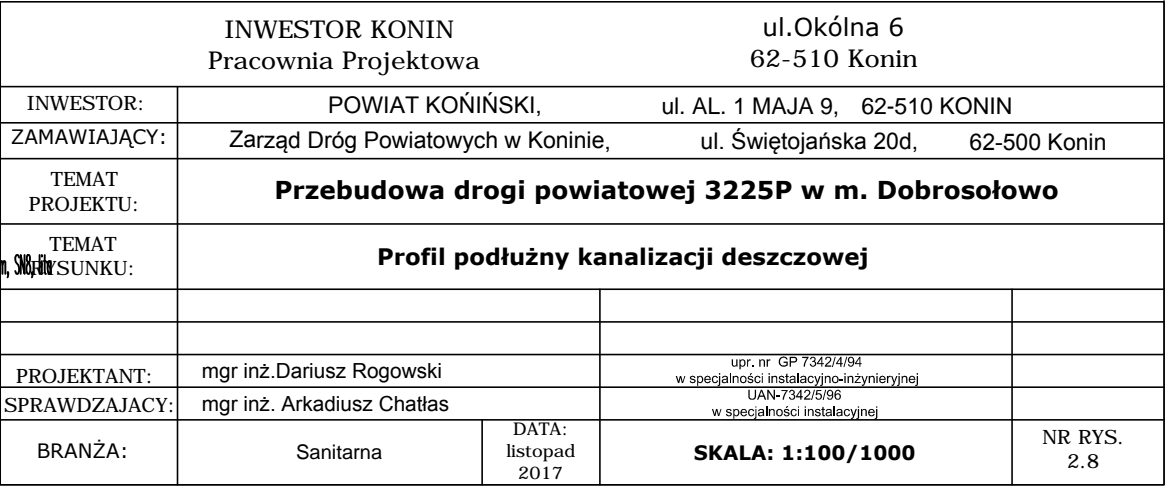 INWESTOR KONIN ul.Okólna 6
Pracownia Projektowa 62-510 Konin
INWESTOR: POWIAT KOŃIŃSKI, ul. AL. 1 MAJA 9, 62-510 KONIN
ZAMAWIAJĄCY: Zarząd Dróg Powiatowych w Koninie, ul. Świętojańska 20d, 62-500 Konin
TEMAT
PROJEKTU:
Przebudowa drogi powiatowej 3225P w m. Dobrosołowo
TEMAT
RYSUNKU:
Profil podłużny kanalizacji deszczowej
PROJEKTANT: mgr inż.Dariusz Rogowski
upr. nr GP 7342/4/94
w specjalności instalacyjno-inżynieryjnej
SPRAWDZAJACY: mgr inż. Arkadiusz Chatłas
UAN-7342/5/96
w specjalności instalacyjnej
BRANŻA: Sanitarna
DATA:
listopad
2017
SKALA: 1:100/1000
NR RYS.
2.8